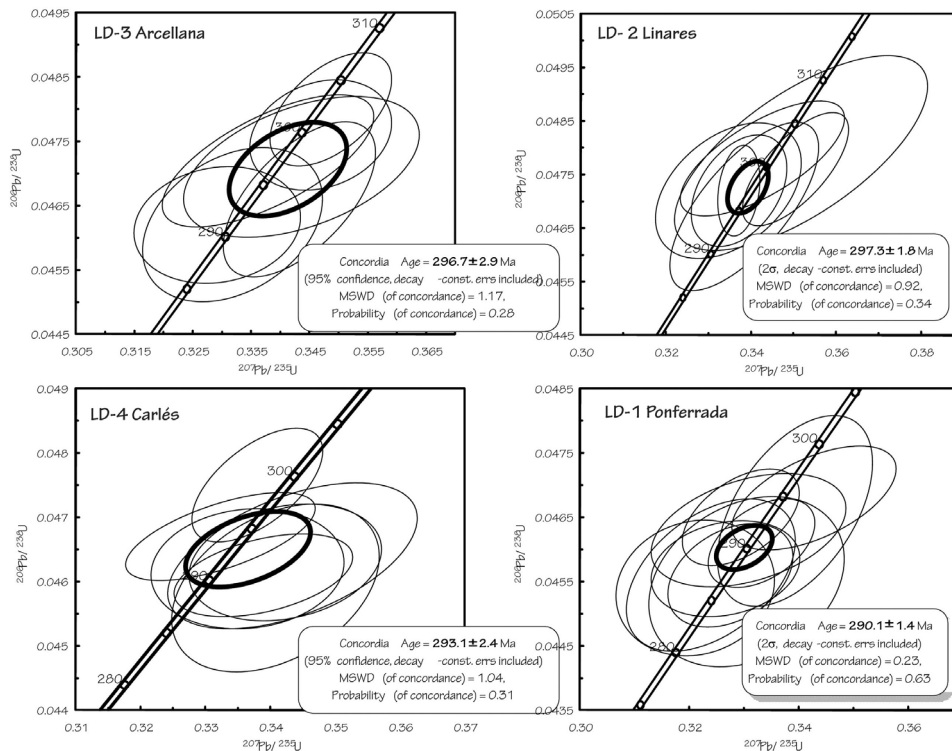 LD-3 Arcellana
0.0495
0.0485
0.0475
0.0465
0.0455
0.0445
206Pb/ 238U
310
300
290
Concordia Age = 296.7±2.9 Ma
(95% confidence, decay -const. errs included)
MSWD (of concordance) = 1.17,
Probability (of concordance) = 0.28
0.305 0.315 0.325 0.335 0.345 0.355 0.365
207Pb/ 235U
LD- 2 Linares
0.0505
0.0495
0.0485
0.0475
0.0465
0.0455
0.0445
206Pb/ 238U
310
300
290
Concordia Age = 297.3±1.8 Ma
(2σ, decay -const. errs included)
MSWD (of concordance) = 0.92,
Probability (of concordance) = 0.34
0.30 0.32 0.34 0.36 0.38
207Pb/ 235U
LD-4 Carlés
0.049
0.048
0.047
0.046
0.045
0.044
206Pb/ 238U
300
290
280
Concordia Age = 293.1±2.4 Ma
(95% confidence, decay -const. errs included)
MSWD (of concordance) = 1.04,
Probability (of concordance) = 0.31
0.31 0.32 0.33 0.34 0.35 0.36 0.37
207Pb/ 235U
LD-1 Ponferrada
0.0485
0.0475
0.0465
0.0455
0.0445
0.0435
206Pb/ 238U
300
290
280
Concordia Age = 290.1±1.4 Ma
(2σ, decay -const. errs included)
MSWD (of concordance) = 0.23,
Probability (of concordance) = 0.63
0.30 0.32 0.34 0.36
207Pb/ 235U